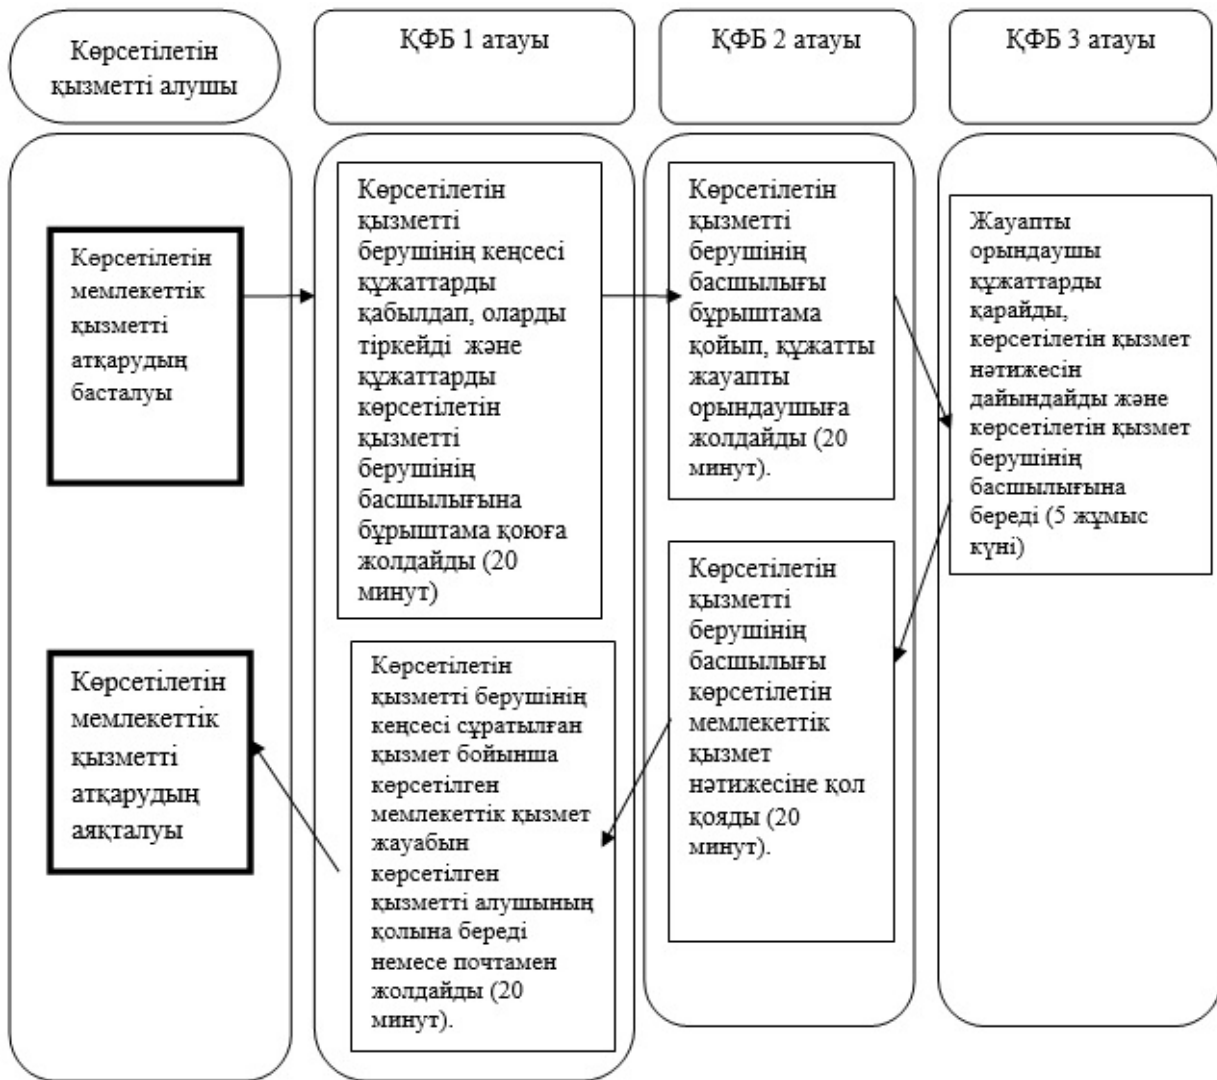 Көрсетілетін
қызметті алушы
ҚФБ 1 атауы
ҚФБ 2 атауы
ҚФБ 3 атауы
Көрсетілетін
мемлекеттік
қызметті
атқарудың
басталуы
Көрсетілетін
қызметті
берушінің кеңсесі
құжаттарды
қабылдап, оларды
тіркейді және
құжаттарды
көрсетілетін
қызметті
берушінің
басшылығына
бұрыштама қоюға
жолдайды (20
минут)
Көрсетілетін
қызметті
берушінің
басшылығы
бұрыштама
қойып, құжатты
жауапты
орындаушыға
жолдайды (20
минут).
Жауапты
орындаушы
құжаттарды
қарайды,
көрсетілетін қызмет
нәтижесін
дайындайды және
көрсетілетін қызмет
берушінің
басшылығына
береді (5 жұмыс
күні)
Көрсетілетін
қызметті
берушінің
басшылығы
көрсетілетін
мемлекеттік
қызмет
нәтижесіне қол
қояды (20
минут).
Көрсетілетін
қызметті берушінің
кеңсесі сұратылған
қызмет бойынша
көрсетілген
мемлекеттік қызмет
жауабын
көрсетілген
қызметті алушының
қолына береді
немесе почтамен
жолдайды (20
минут).
Көрсетілетін
мемлекеттік
қызметті
атқарудың
аяқталуы